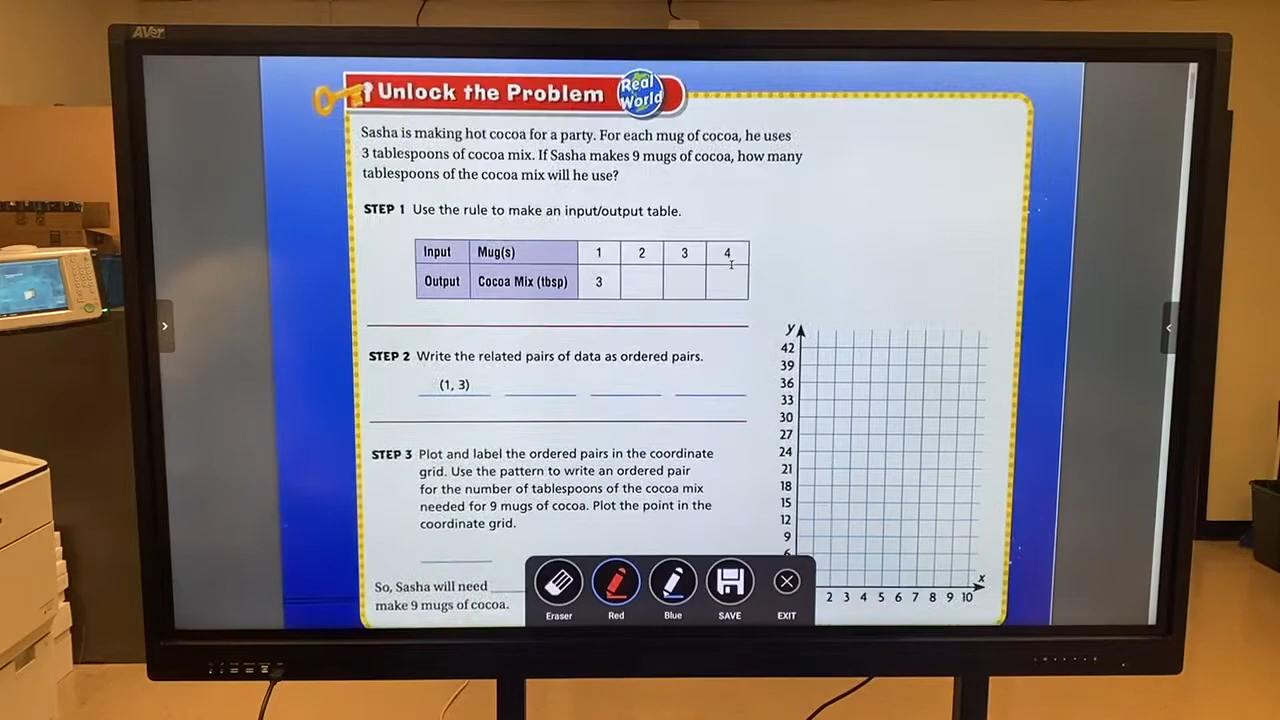 AVer
Unlock the Problem
Real
World
Sasha is making hot cocoa for a party. For each mug of cocoa, he uses
3 tablespoons of cocoa mix. If Sasha makes 9 mugs of cocoa, how many
tablespoons of the cocoa mix will he use?
STEP 1 Use the rule to make an input/output table.
Input Mug(s) 1 2 3 4
Output Cocoa Mix (tbsp) 3
STEP 2 Write the related pairs of data as ordered pairs.
(1, 3)
STEP 3 Plot and label the ordered pairs in the coordinate
grid. Use the pattern to write an ordered pair
for the number of tablespoons of the cocoa mix
needed for 9 mugs of cocoa. Plot the point in the
coordinate grid.
So, Sasha will need
make 9 mugs of cocoa.
y
42
39
36
33
30
27
24
21
18
15
12
9
6
x
2 3 4 5 6 7 8 9 10
Eraser Red Blue SAVE EXIT